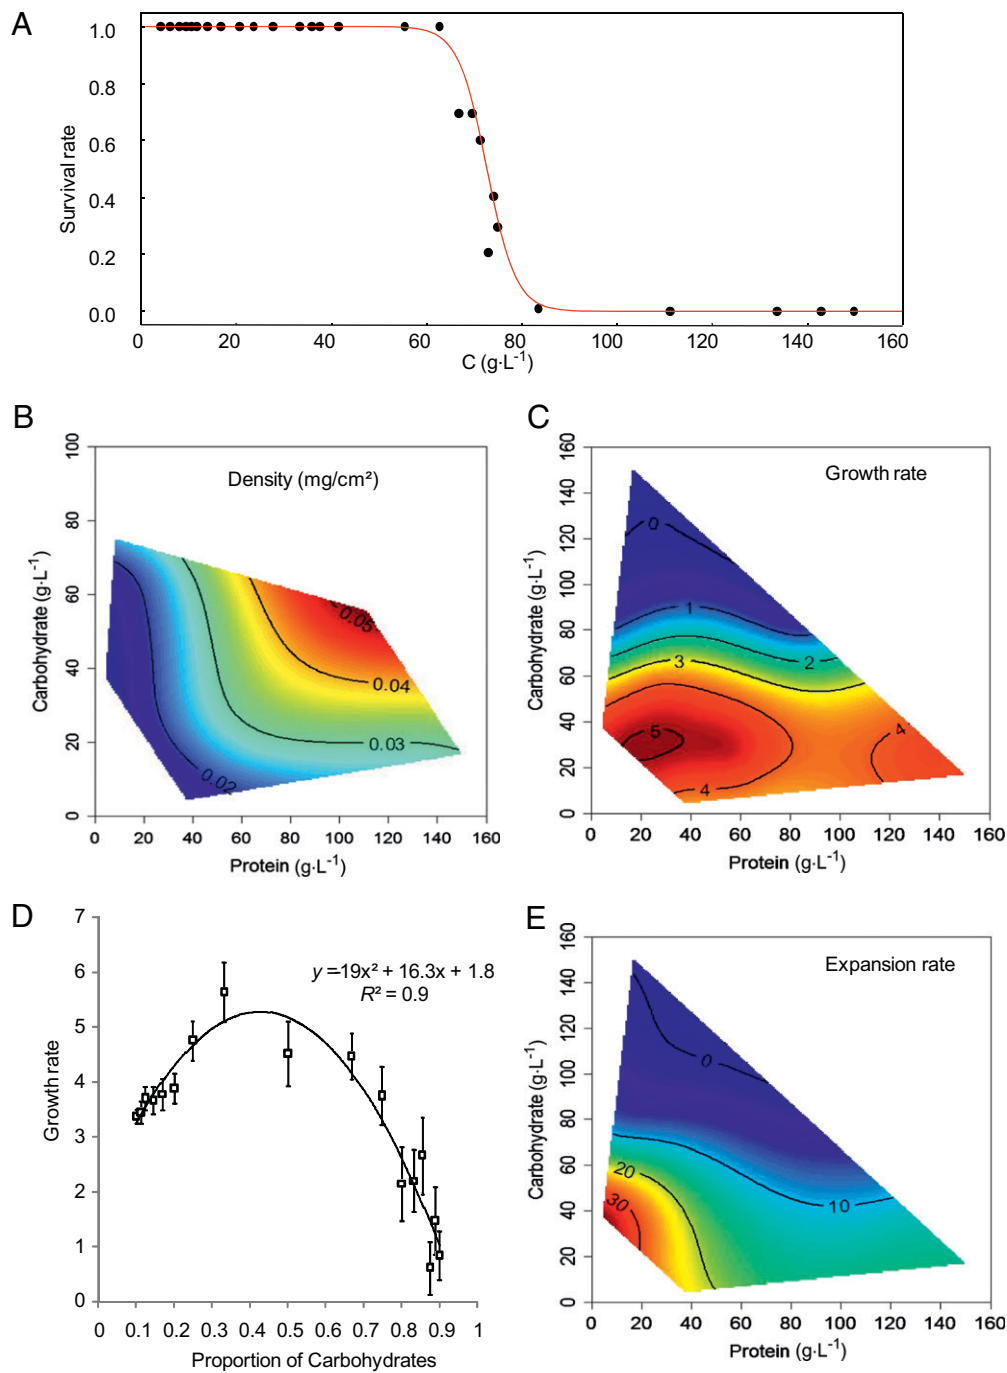 A
1.0
0.8
0.6
0.4
0.2
0.0
Survival rate
0 20 40 60 80 100 120 140 160
C (g·L⁻¹)
B
Density (mg/cm²)
100
80
60
40
20
0
Carbohydrate (g·L⁻¹)
0.05
0.04
0.03
0.02
0 20 40 60 80 100 120 140 160
Protein (g·L⁻¹)
C
Growth rate
160
140
120
100
80
60
40
20
0
Carbohydrate (g·L⁻¹)
0
1
2
3
4
5
4
0 20 40 60 80 100 120 140 160
Protein (g·L⁻¹)
D
y =-19x² + 16.3x + 1.8
R² = 0.9
7
6
5
4
3
2
1
0
Growth rate
0 0.1 0.2 0.3 0.4 0.5 0.6 0.7 0.8 0.9 1
Proportion of Carbohydrates
E
Expansion rate
160
140
120
100
80
60
40
20
0
Carbohydrate (g·L⁻¹)
0
10
20
30
0 20 40 60 80 100 120 140 160
Protein (g·L⁻¹)